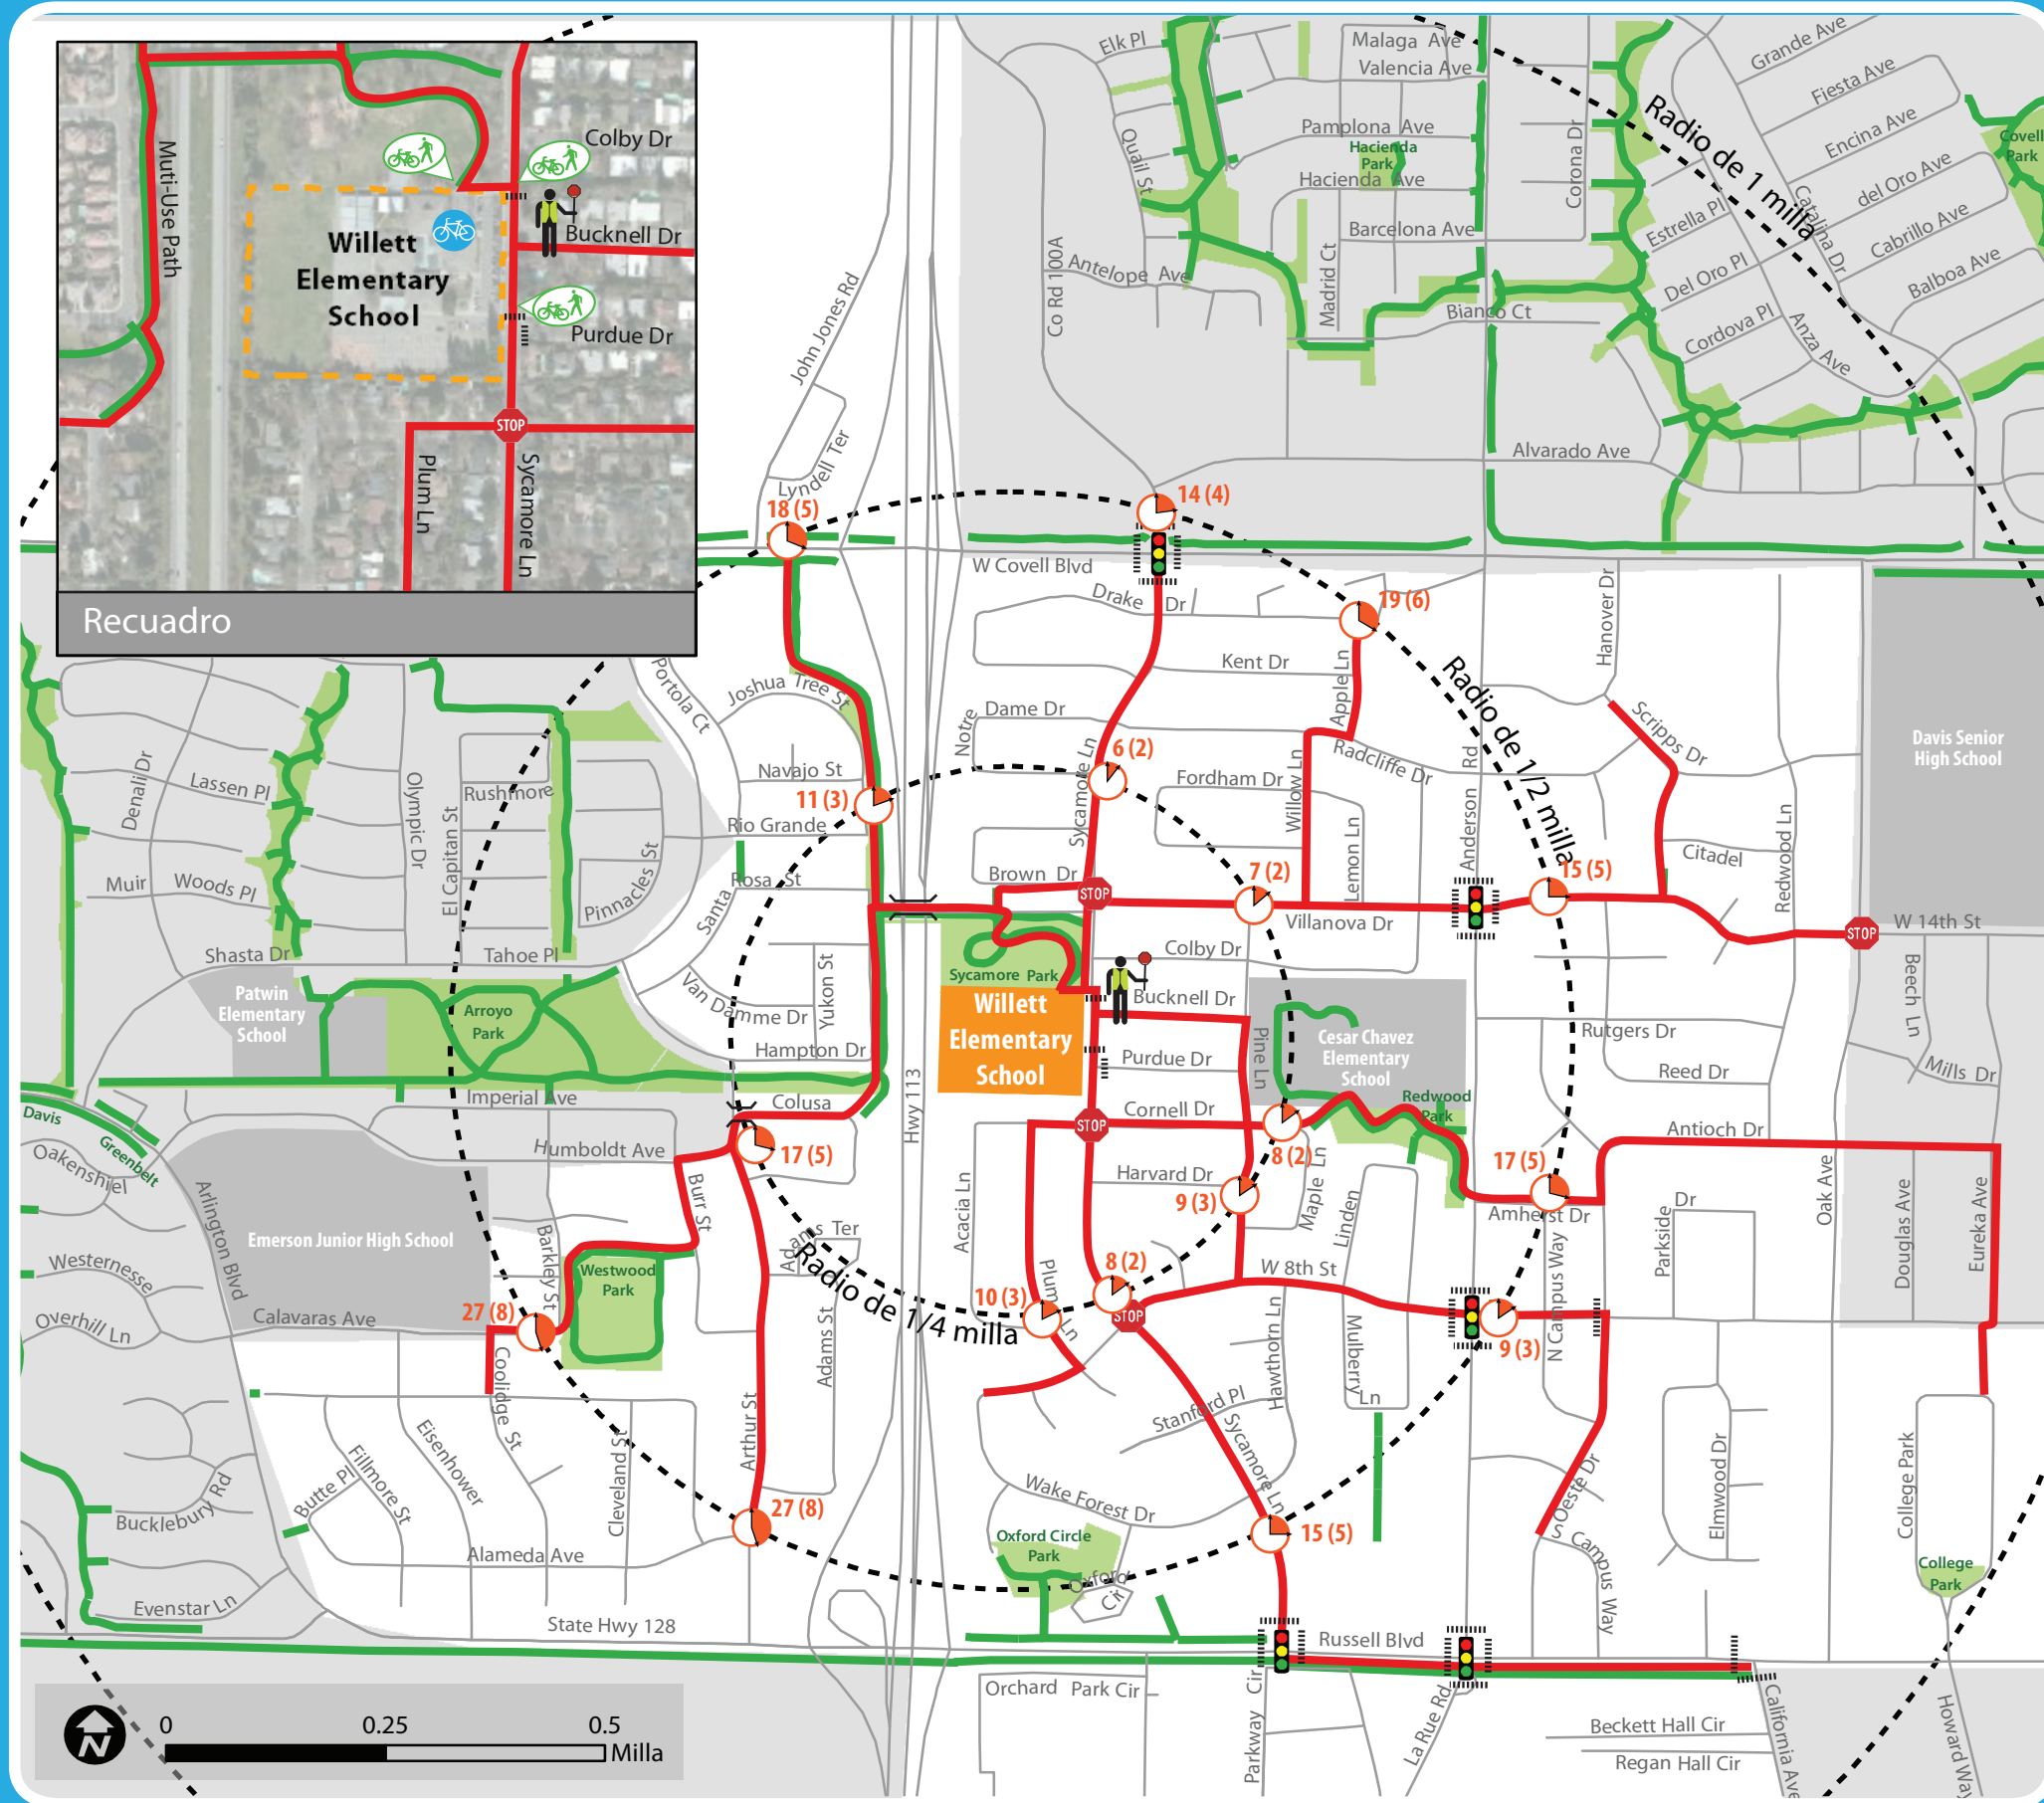 Muti-Use Path
Colby Dr
Bucknell Dr
Purdue Dr
Willett
Elementary
School
STOP
Plum Ln
Sycamore Ln
Recuadro
Elk Pl
Malaga Ave
Valencia Ave
Pamplona Ave
Hacienda
Park
Hacienda Ave
Barcelona Ave
Quail St
Antelope Ave
Co Rd 100A
Madrid Ct
Bianco Ct
Corona Dr
Alvarado Ave
Grande Ave
Fiesta Ave
Encina Ave
del Oro Ave
Cabrillo Ave
Balboa Ave
Catalina Dr
Estrella Pl
Del Oro Pl
Cordova Pl
Anza Ave
Covell
Park
Radio de 1 milla
John Jones Rd
Lyndell Ter
18 (5)
14 (4)
W Covell Blvd
Drake Dr
19 (6)
Kent Dr
Apple Ln
Hanover Dr
Radio de 1/2 milla
Scripps Dr
Davis Senior
High School
Portola Ct
Joshua Tree St
Notre Dame Dr
Sycamore Ln
6 (2)
Radcliffe Dr
Fordham Dr
Willow Ln
Lemon Ln
Anderson Rd
Navajo St
11 (3)
Rio Grande
Rosa St
Santa
Brown Dr
STOP
7 (2)
Villanova Dr
15 (5)
Citadel
Redwood Ln
STOP
W 14th St
Beech Ln
Mills Dr
Denali Dr
Lassen Pl
Olympic Dr
Rushmore
El Capitan St
Pinnacles St
Muir Woods Pl
Shasta Dr
Tahoe Pl
Patwin
Elementary
School
Arroyo
Park
Van Damme Dr
Yukon St
Hampton Dr
Colby Dr
Sycamore Park
Willett
Elementary
School
Bucknell Dr
Purdue Dr
Pine Ln
Cesar Chavez
Elementary
School
Redwood
Park
Rutgers Dr
Reed Dr
Imperial Ave
Colusa
Hwy 113
STOP
Cornell Dr
8 (2)
Antioch Dr
Davis
Greenbelt
Oakenshiel
Humboldt Ave
17 (5)
Harvard Dr
9 (3)
Maple Ln
Linden
17 (5)
Amherst Dr
Parkside Dr
Oak Ave
Douglas Ave
Eureka Ave
Acacia Ln
Burr St
Adams Ter
Arlington Blvd
Emerson Junior High School
Barkley St
Westwood
Park
Westernesse
Overhill Ln
Calavaras Ave
27 (8)
Radio de 1/4 milla
Plum Ln
10 (3)
8 (2)
STOP
W 8th St
9 (3)
N Campus Way
Hawthorn Ln
Mulberry Ln
Adams St
Arthur St
Coolidge St
Stanford Pl
Sycamore Ln
Butte Pl
Fillmore St
Eisenhower
Cleveland St
Bucklebury Rd
Alameda Ave
27 (8)
Wake Forest Dr
15 (5)
Oeste Dr
S Campus Way
Elmwood Dr
College Park
College
Park
Oxford Circle
Park
Oxford
Cir
Evenstar Ln
State Hwy 128
Russell Blvd
Orchard Park Cir
Parkway Cir
La Rue Rd
Beckett Hall Cir
Regan Hall Cir
California Ave
Howard Way
N
0 0.25 0.5
Milla